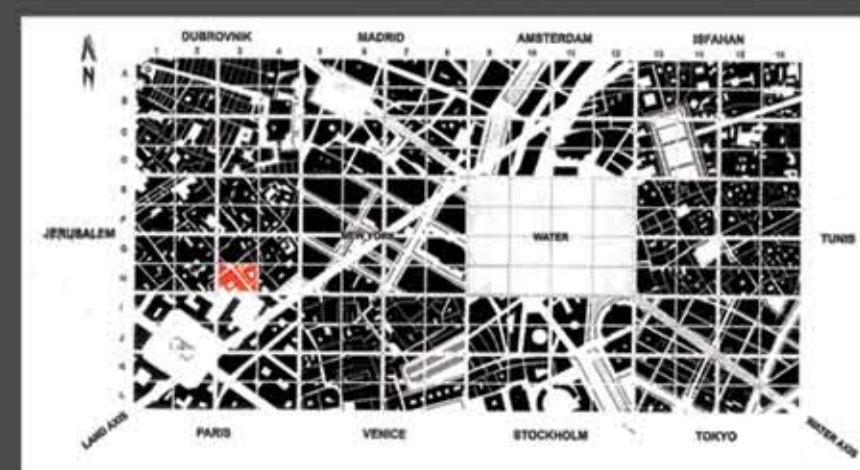 DUBROVNIK MADRID AMSTERDAM ISFAHAN
1 2 3 4 5 6 7 8 9 10 11 12 13 14 15 16
N
A
B
C
D
E
F
JERUSALEM NEW YORK WATER TUNIS
G
H
I
J
K
L
LAND AXIS PARIS VENICE STOCKHOLM TOKYO WATER AXIS